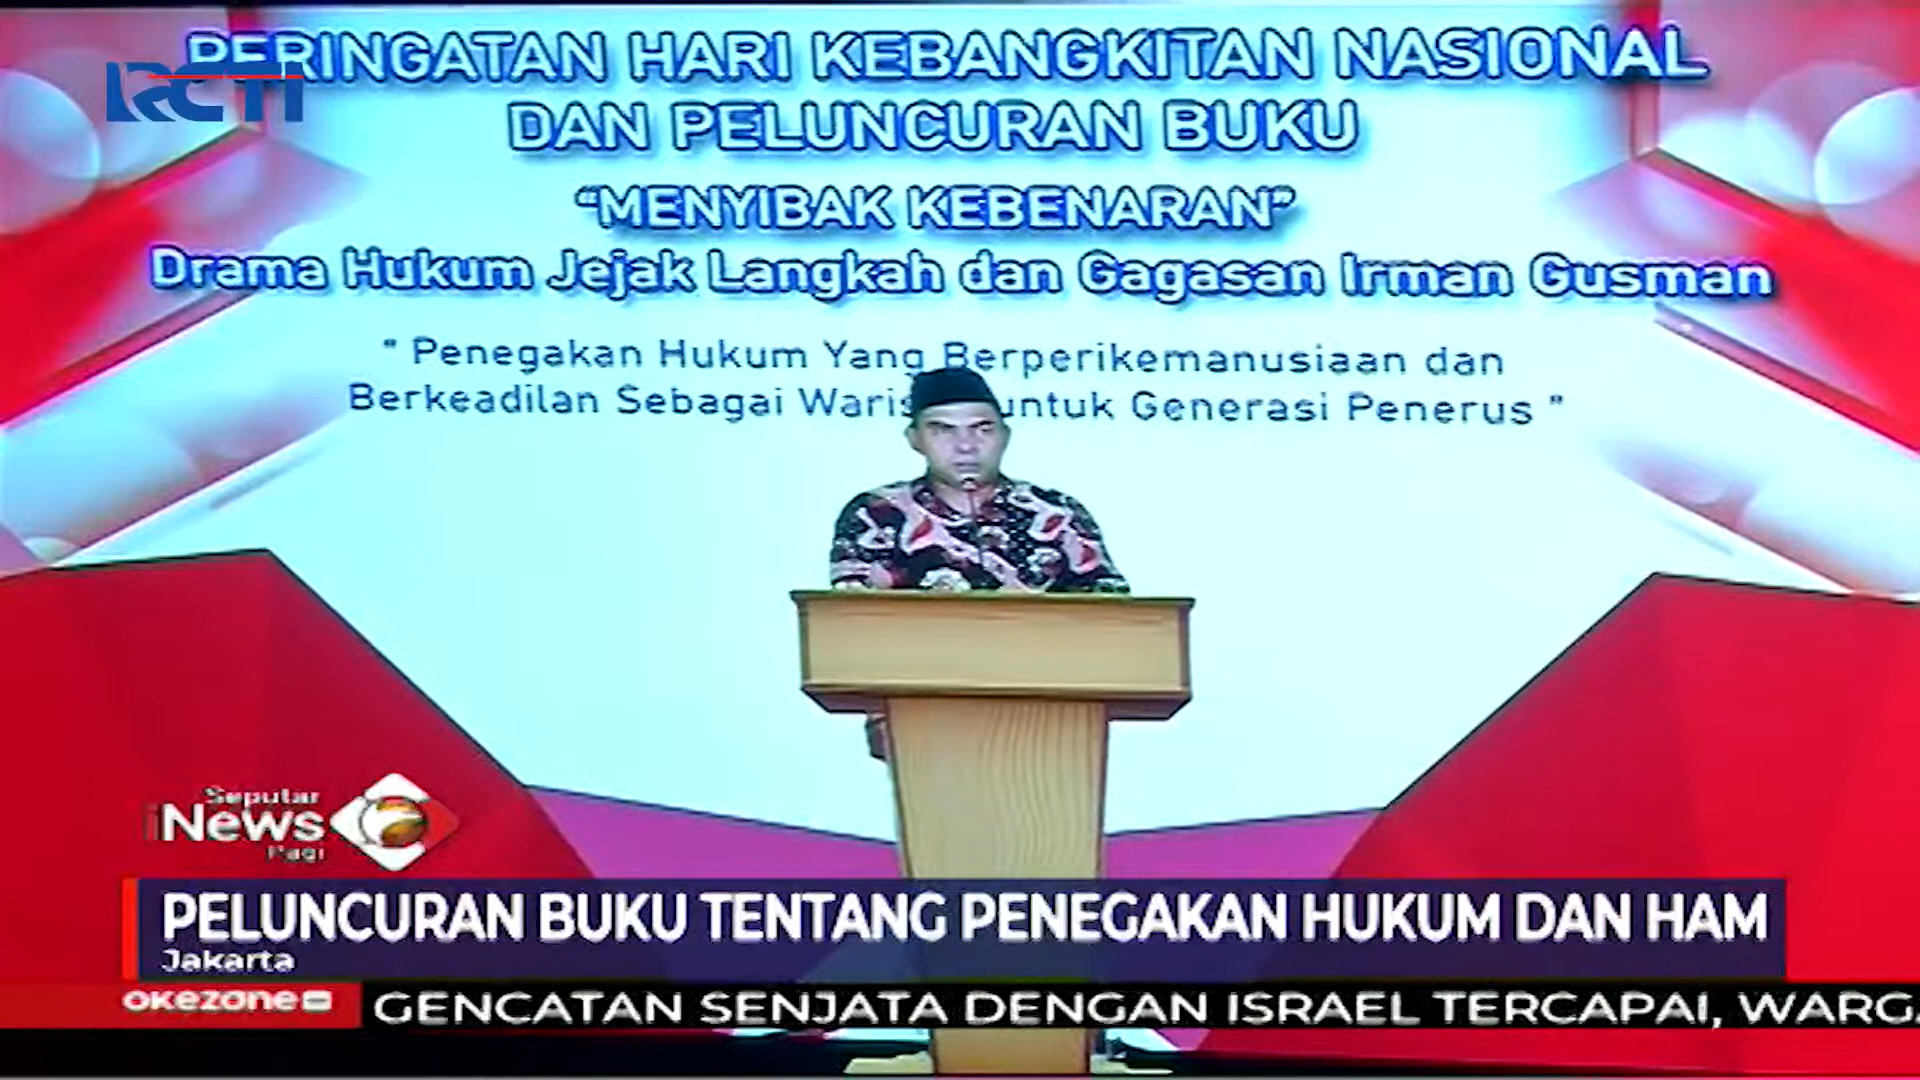 PERINGATAN HARI KEBANGKITAN NASIONAL
RCTI
DAN PELUNCURAN BUKU
“MENYIBAK KEBENARAN”
Drama Hukum Jejak Langkah dan Gagasan Irman Gusman
" Penegakan Hukum Yang Berperikemanusiaan dan
Berkeadilan Sebagai untuk Generasi Penerus "
Seputar
iNews
Pagi
PELUNCURAN BUKU TENTANG PENEGAKAN HUKUM DAN HAM
Jakarta
okezone
GENCATAN SENJATA DENGAN ISRAEL TERCAPAI, WARGA